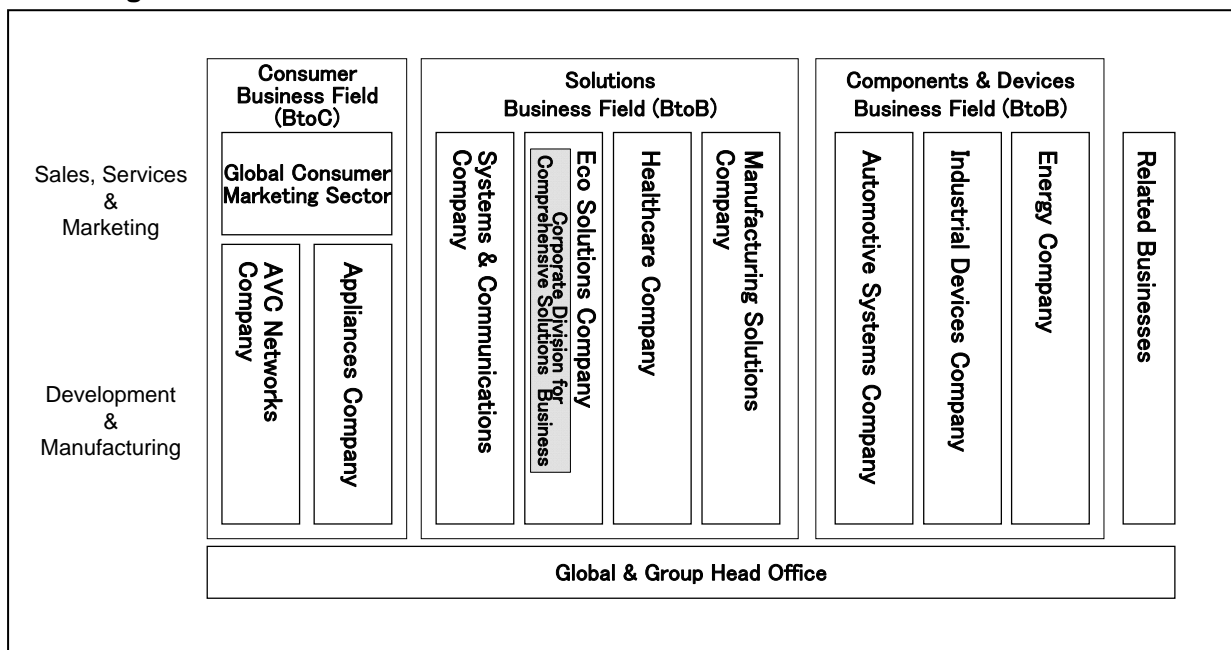 Consumer
Business Field
(BtoC)
Global Consumer
Marketing Sector
AVC Networks
Company
Appliances Company
Solutions
Business Field (BtoB)
Systems & Communications
Company
Eco Solutions Company
Corporate Division for
Comprehensive Solutions Business
Healthcare Company
Manufacturing Solutions
Company
Components & Devices
Business Field (BtoB)
Automotive Systems Company
Industrial Devices Company
Energy Company
Related Businesses
Sales, Services
&
Marketing
Development
&
Manufacturing
Global & Group Head Office